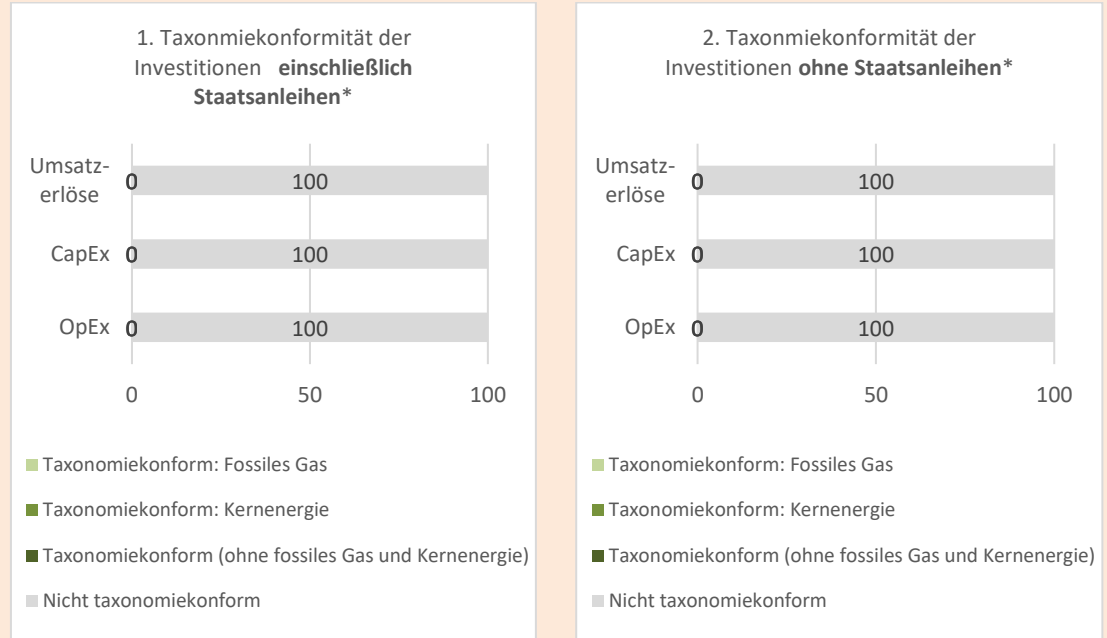 1. Taxonmiekonformität der
Investitionen einschließlich
Staatsanleihen*
Umsatz-
erlöse
0 100
CapEx 0 100
OpEx 0 100
0 50 100
Taxonomiekonform: Fossiles Gas
Taxonomiekonform: Kernenergie
Taxonomiekonform (ohne fossiles Gas und Kernenergie)
Nicht taxonomiekonform
2. Taxonmiekonformität der
Investitionen ohne Staatsanleihen*
Umsatz-
erlöse
0 100
CapEx 0 100
OpEx 0 100
0 50 100
Taxonomiekonform: Fossiles Gas
Taxonomiekonform: Kernenergie
Taxonomiekonform (ohne fossiles Gas und Kernenergie)
Nicht taxonomiekonform